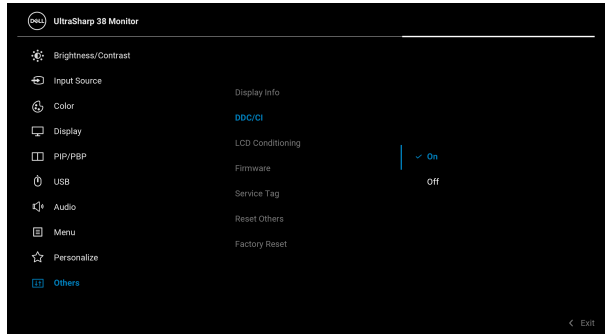 DELL UltraSharp 38 Monitor
Brightness/Contrast
Input Source
Color
Display
PIP/PBP
USB
Audio
Menu
Personalize
Others
Display Info
DDC/CI
LCD Conditioning
Firmware
Service Tag
Reset Others
Factory Reset
On
Off
Exit